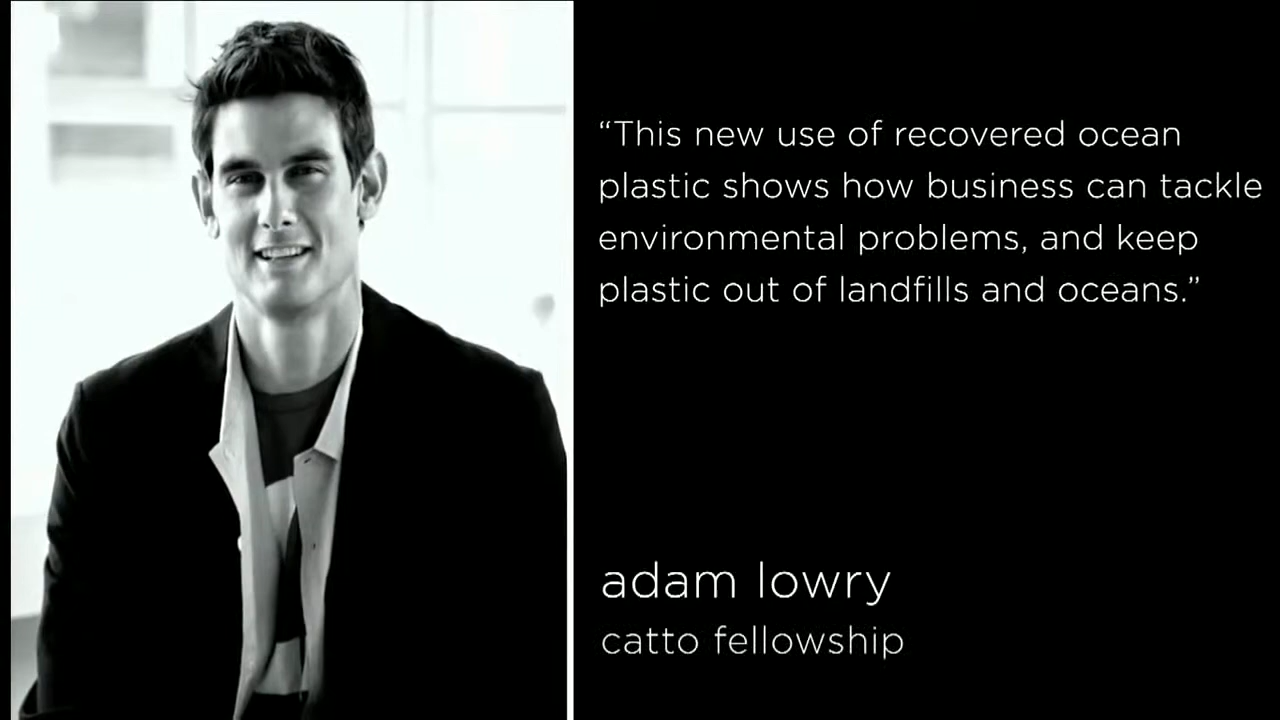 “This new use of recovered ocean
plastic shows how business can tackle
environmental problems, and keep
plastic out of landfills and oceans.”
adam lowry
catto fellowship